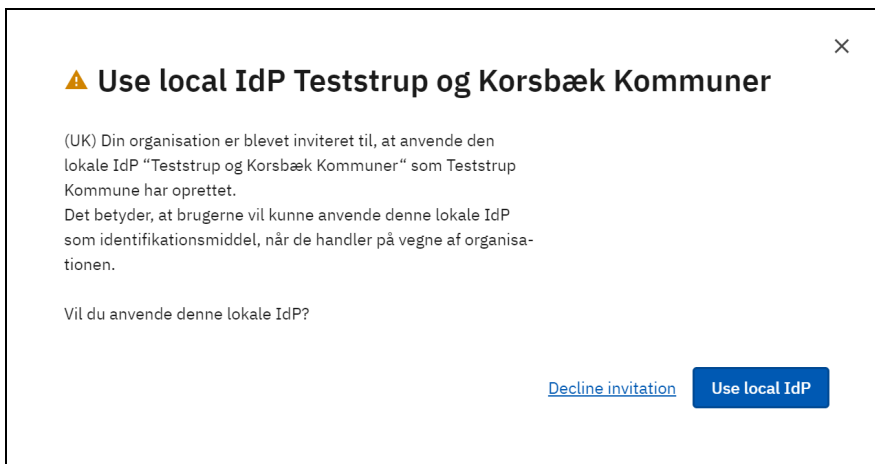 Use local IdP Teststrup og Korsbæk Kommuner
(UK) Din organisation er blevet inviteret til, at anvende den
lokale IdP “Teststrup og Korsbæk Kommuner“ som Teststrup
Kommune har oprettet.
Det betyder, at brugerne vil kunne anvende denne lokale IdP
som identifikationsmiddel, når de handler på vegne af organisa-
tionen.
Vil du anvende denne lokale IdP?
Decline invitation
Use local IdP